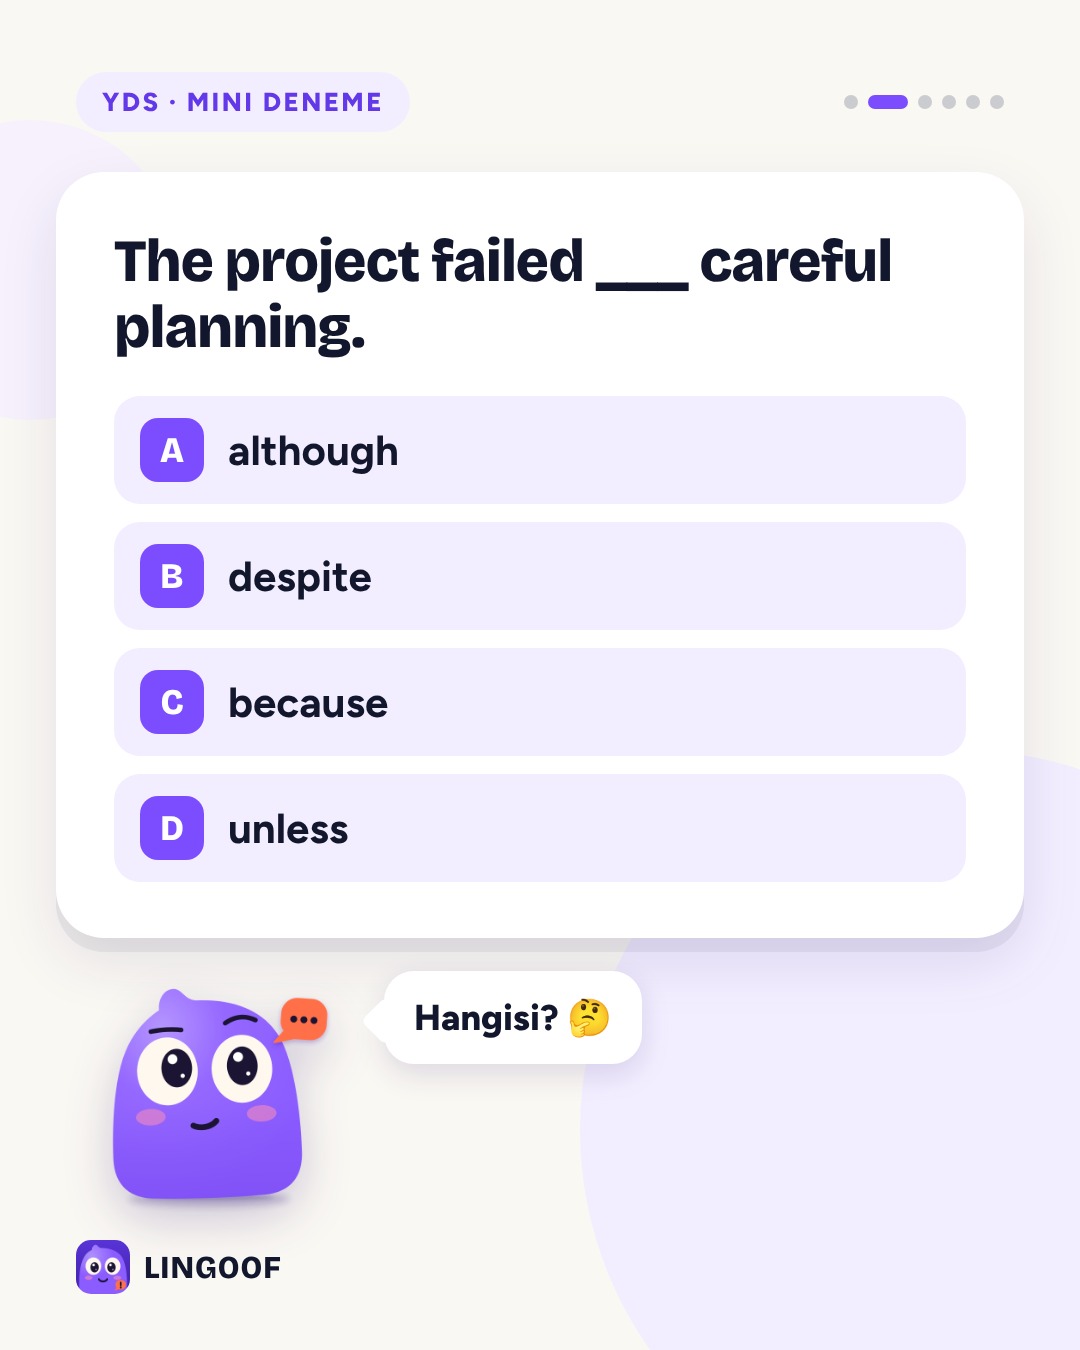 YDS · MINI DENEME
The project failed ___ careful
planning.
A although
B despite
C because
D unless
Hangisi? 🤔
LINGOOF